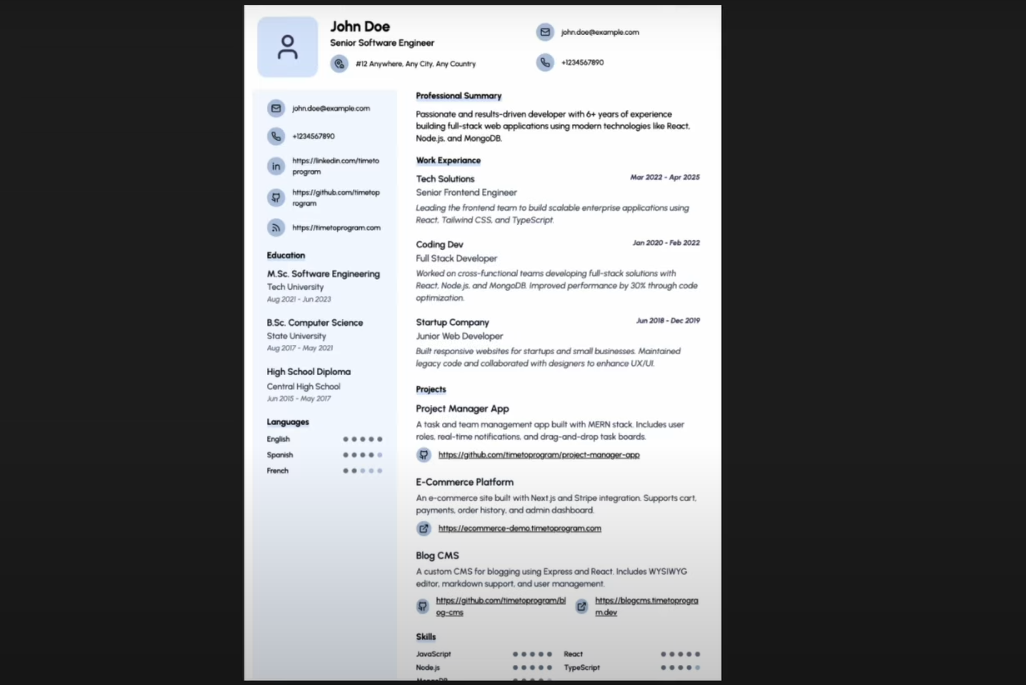 John Doe
Senior Software Engineer
#12 Anywhere, Any City, Any Country
john.doe@example.com
+1234567890
john.doe@example.com
+1234567890
https://linkedin.com/timeto
program
https://github.com/timetop
rogram
https://timetoprogram.com
Education
M.Sc. Software Engineering
Tech University
Aug 2021 - Jun 2023
B.Sc. Computer Science
State University
Aug 2017 - May 2021
High School Diploma
Central High School
Jun 2015 - May 2017
Languages
English
Spanish
French
Professional Summary
Passionate and results-driven developer with 6+ years of experience
building full-stack web applications using modern technologies like React,
Node.js, and MongoDB.
Work Experience
Tech Solutions
Mar 2022 - Apr 2025
Senior Frontend Engineer
Leading the frontend team to build scalable enterprise applications using
React, Tailwind CSS, and TypeScript.
Coding Dev
Jan 2020 - Feb 2022
Full Stack Developer
Worked on cross-functional teams developing full-stack solutions with
React, Node.js, and MongoDB. Improved performance by 30% through code
optimization.
Startup Company
Jun 2018 - Dec 2019
Junior Web Developer
Built responsive websites for startups and small businesses. Maintained
legacy code and collaborated with designers to enhance UX/UI.
Projects
Project Manager App
A task and team management app built with MERN stack. Includes user
roles, real-time notifications, and drag-and-drop task boards.
https://github.com/timetoprogram/project-manager-app
E-Commerce Platform
An e-commerce site built with Next.js and Stripe integration. Supports cart,
payments, order history, and admin dashboard.
https://ecommerce-demo.timetoprogram.com
Blog CMS
A custom CMS for blogging using Express and React. Includes WYSIWYG
editor, markdown support, and user management.
https://github.com/timetoprogram/bl
og-cms
https://blogcms.timetoprogra
m.dev
Skills
JavaScript
React
Node.js
TypeScript
MongoDB